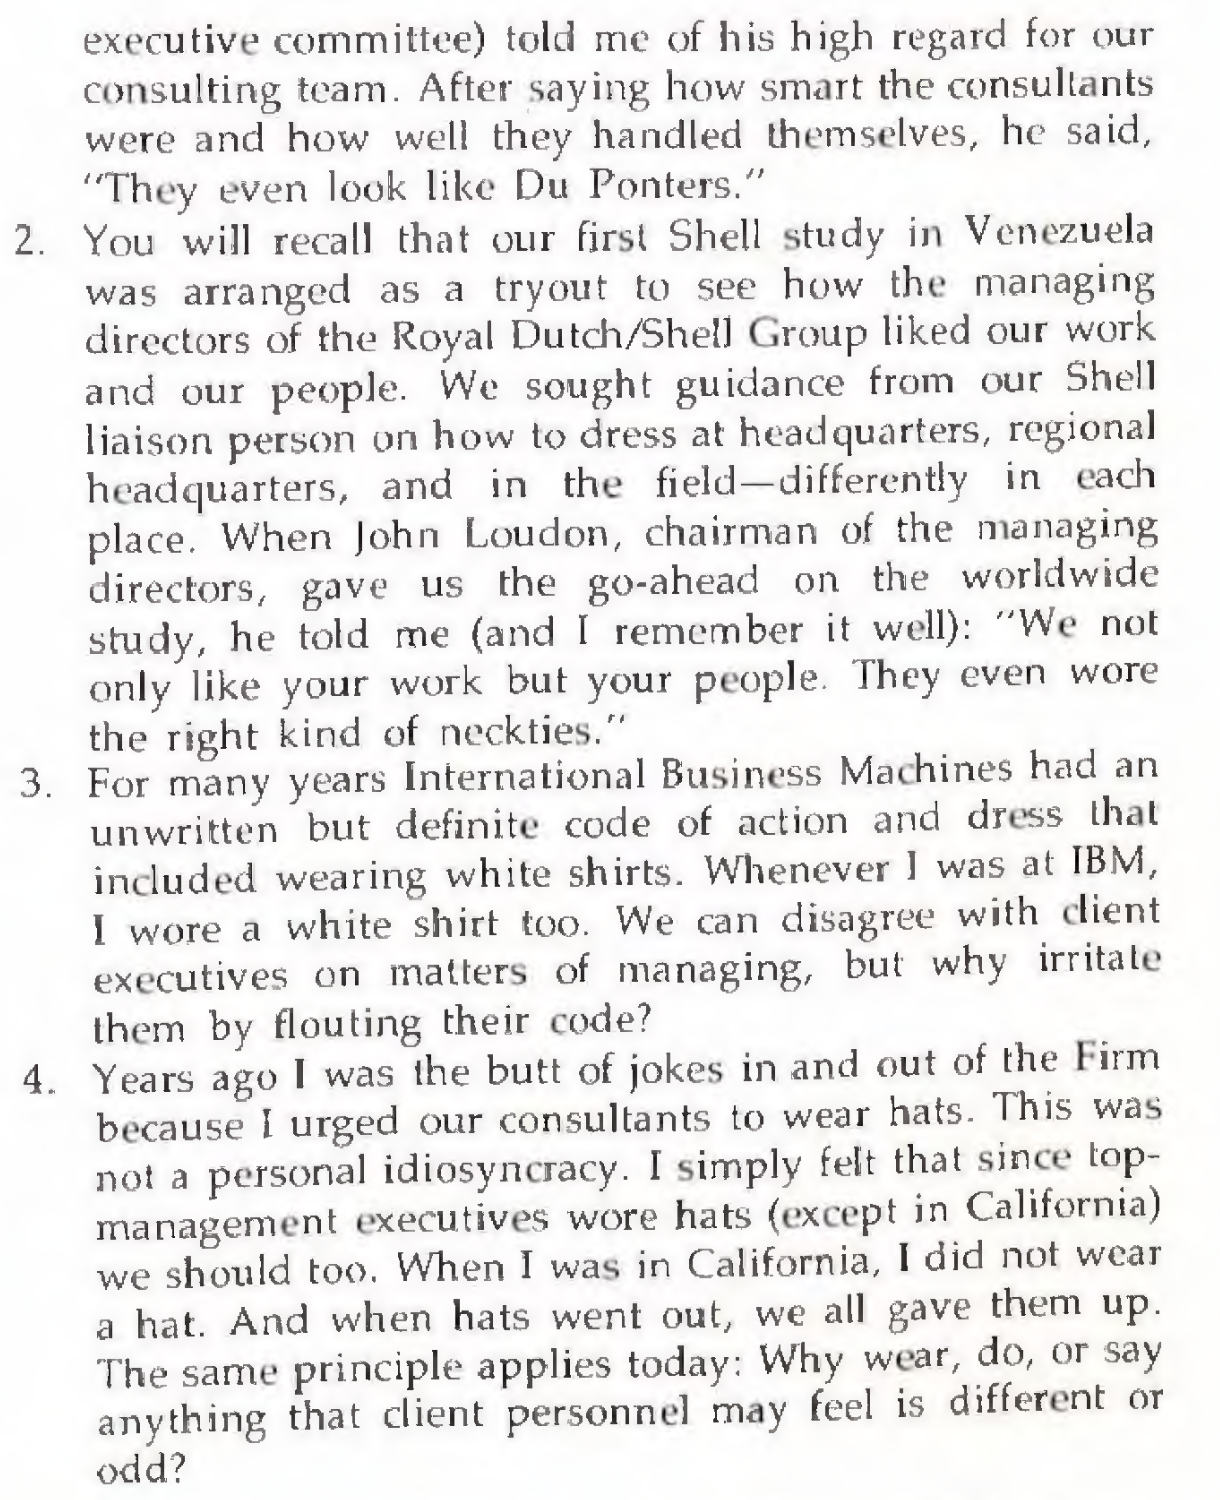 executive committee) told me of his high regard for our
consulting team. After saying how smart the consultants
were and how well they handled themselves, he said,
"They even look like Du Ponters."
2. You will recall that our first Shell study in Venezuela
was arranged as a tryout to see how the managing
directors of the Royal Dutch/Shell Group liked our work
and our people. We sought guidance from our Shell
liaison person on how to dress at headquarters, regional
headquarters, and in the field—differently in each
place. When John Loudon, chairman of the managing
directors, gave us the go-ahead on the worldwide
study, he told me (and I remember it well): "We not
only like your work but your people. They even wore
the right kind of neckties."
3. For many years International Business Machines had an
unwritten but definite code of action and dress that
included wearing white shirts. Whenever I was at IBM,
I wore a white shirt too. We can disagree with client
executives on matters of managing, but why irritate
them by flouting their code?
4. Years ago I was the butt of jokes in and out of the Firm
because I urged our consultants to wear hats. This was
not a personal idiosyncracy. I simply felt that since top-
management executives wore hats (except in California)
we should too. When I was in California, I did not wear
a hat. And when hats went out, we all gave them up.
The same principle applies today: Why wear, do, or say
anything that client personnel may feel is different or
odd?